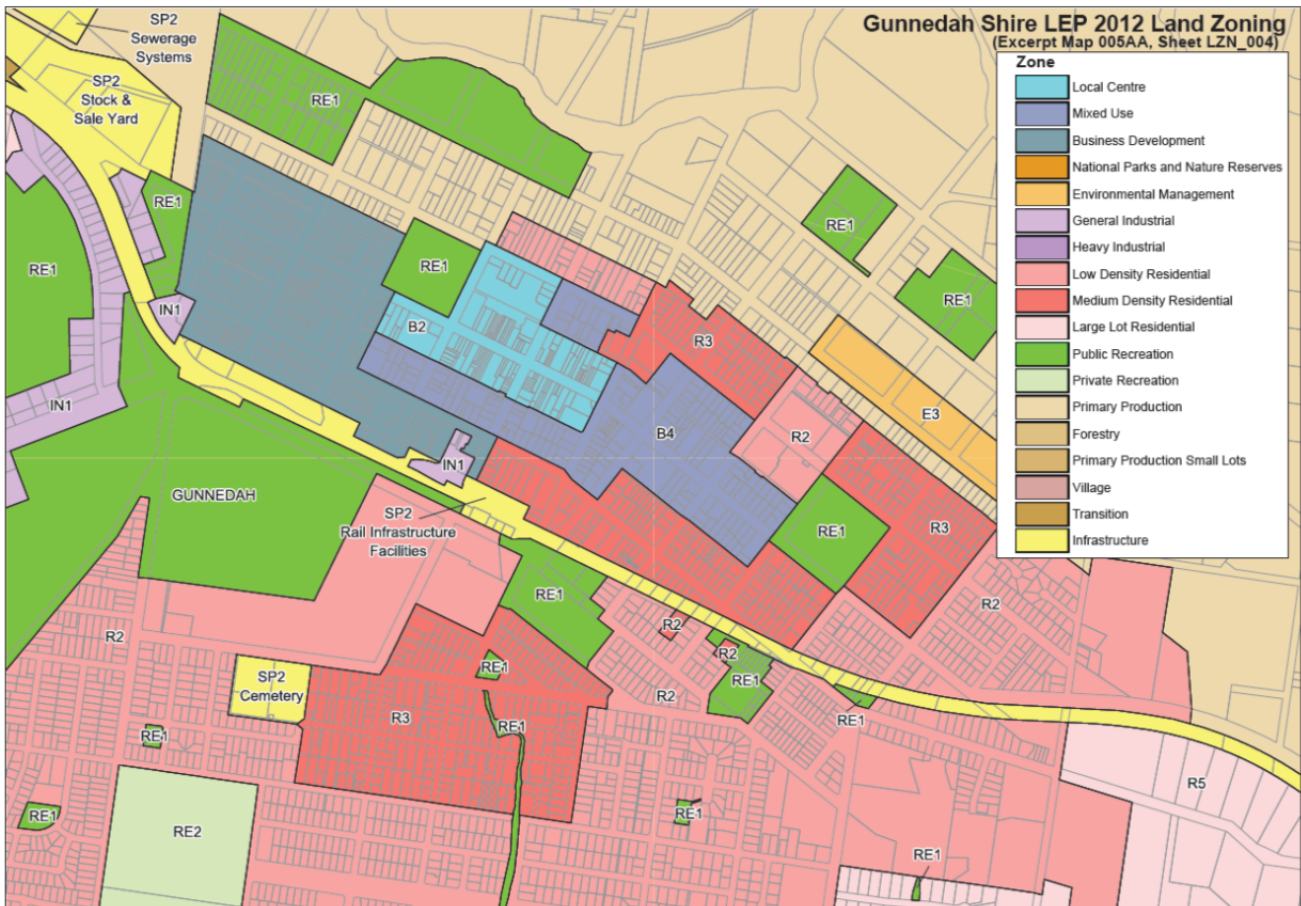 Gunnedah Shire LEP 2012 Land Zoning
(Excerpt Map 005AA, Sheet LZN_004)
Zone
Local Centre
Mixed Use
Business Development
National Parks and Nature Reserves
Environmental Management
General Industrial
Heavy Industrial
Low Density Residential
Medium Density Residential
Large Lot Residential
Public Recreation
Private Recreation
Primary Production
Forestry
Primary Production Small Lots
Village
Transition
Infrastructure
SP2
Sewerage
Systems
SP2
Stock &
Sale Yard
RE1
RE1
RE1
RE1
RE1
RE1
IN1
B2
R3
IN1
E3
B4
R2
IN1
GUNNEDAH
SP2
Rail Infrastructure
Facilities
RE1
R3
RE1
R2
R2
R2
R2
RE1
SP2
Cemetery
RE1
R2
RE1
R3
RE1
RE1
R5
RE1
RE1
RE2
RE1